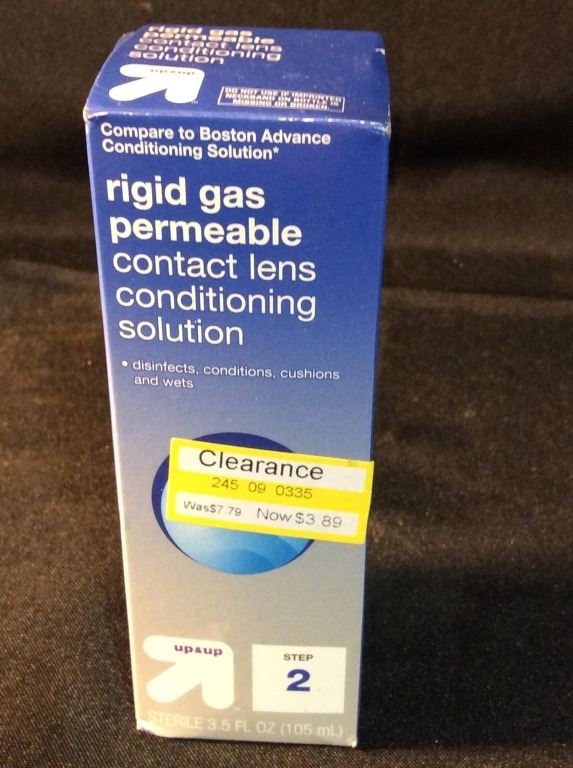 rigid gas
permeable
contact lens
conditioning
solution
up&up
DO NOT USE IF IMPRINTED
NECKBAND ON BOTTLE IS
MISSING OR BROKEN.
Compare to Boston Advance
Conditioning Solution*
rigid gas
permeable
contact lens
conditioning
solution
• disinfects, conditions, cushions
and wets
Clearance
245 09 0335
Was$7.79 Now $3.89
up&up
™
STEP
2
STERILE 3.5 FL OZ (105 mL)